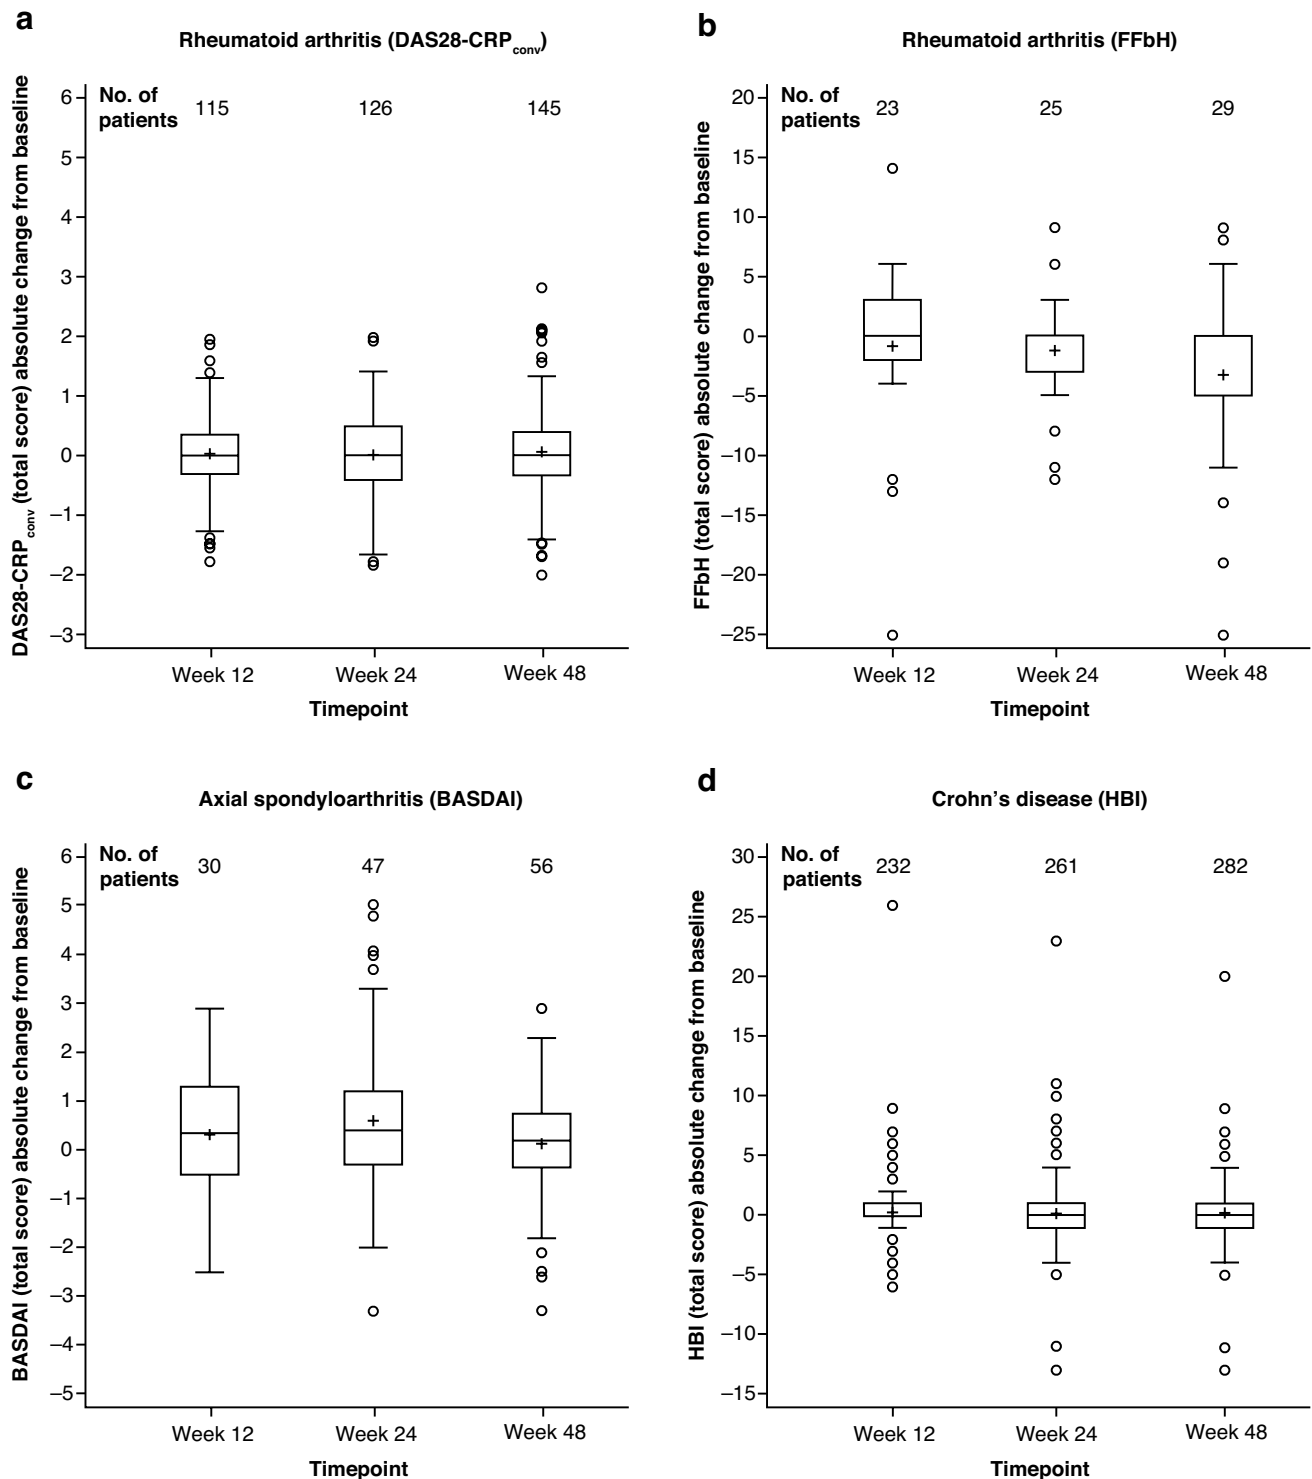 a
Rheumatoid arthritis (DAS28-CRPconv)
DAS28-CRPconv (total score) absolute change from baseline
No. of
patients
115 126 145
6
5
4
3
2
1
0
–1
–2
–3
Week 12 Week 24 Week 48
Timepoint
b
Rheumatoid arthritis (FFbH)
FFbH (total score) absolute change from baseline
No. of
patients
23 25 29
20
15
10
5
0
–5
–10
–15
–20
–25
Week 12 Week 24 Week 48
Timepoint
c
Axial spondyloarthritis (BASDAI)
BASDAI (total score) absolute change from baseline
No. of
patients
30 47 56
6
5
4
3
2
1
0
–1
–2
–3
–4
–5
Week 12 Week 24 Week 48
Timepoint
d
Crohn's disease (HBI)
HBI (total score) absolute change from baseline
No. of
patients
232 261 282
30
25
20
15
10
5
0
–5
–10
–15
Week 12 Week 24 Week 48
Timepoint